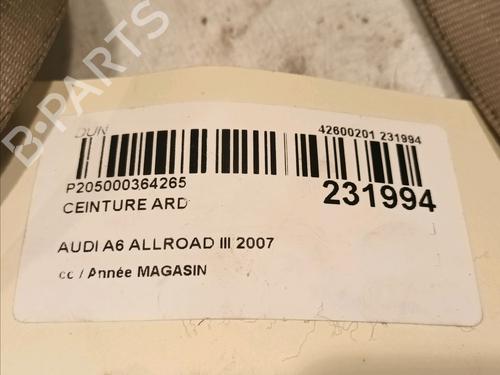 B-PARTS
DUN
42600201 231994
P205000364265
231994
CEINTURE ARD
AUDI A6 ALLROAD III 2007
cc / Année MAGASIN